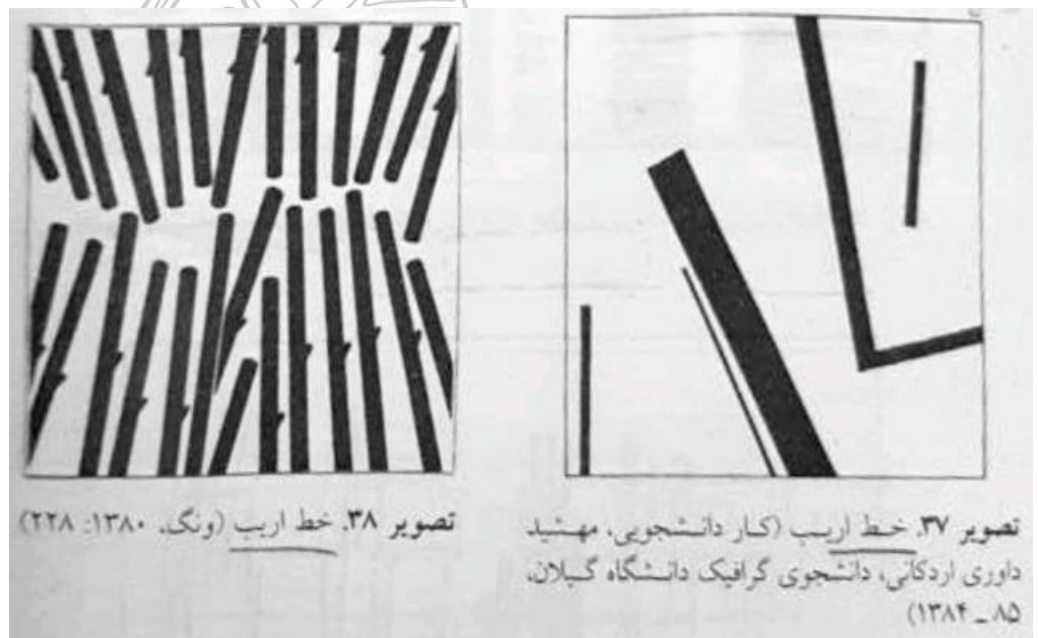 تصویر ۳۷. خط اریب (کار دانشجویی، مهشید
داوری اردکانی، دانشجوی گرافیک دانشگاه گیلان،
۸۵ ـ ۱۳۸۴)
تصویر ۳۸. خط اریب (ونگ، ۱۳۸۰: ۲۲۸)